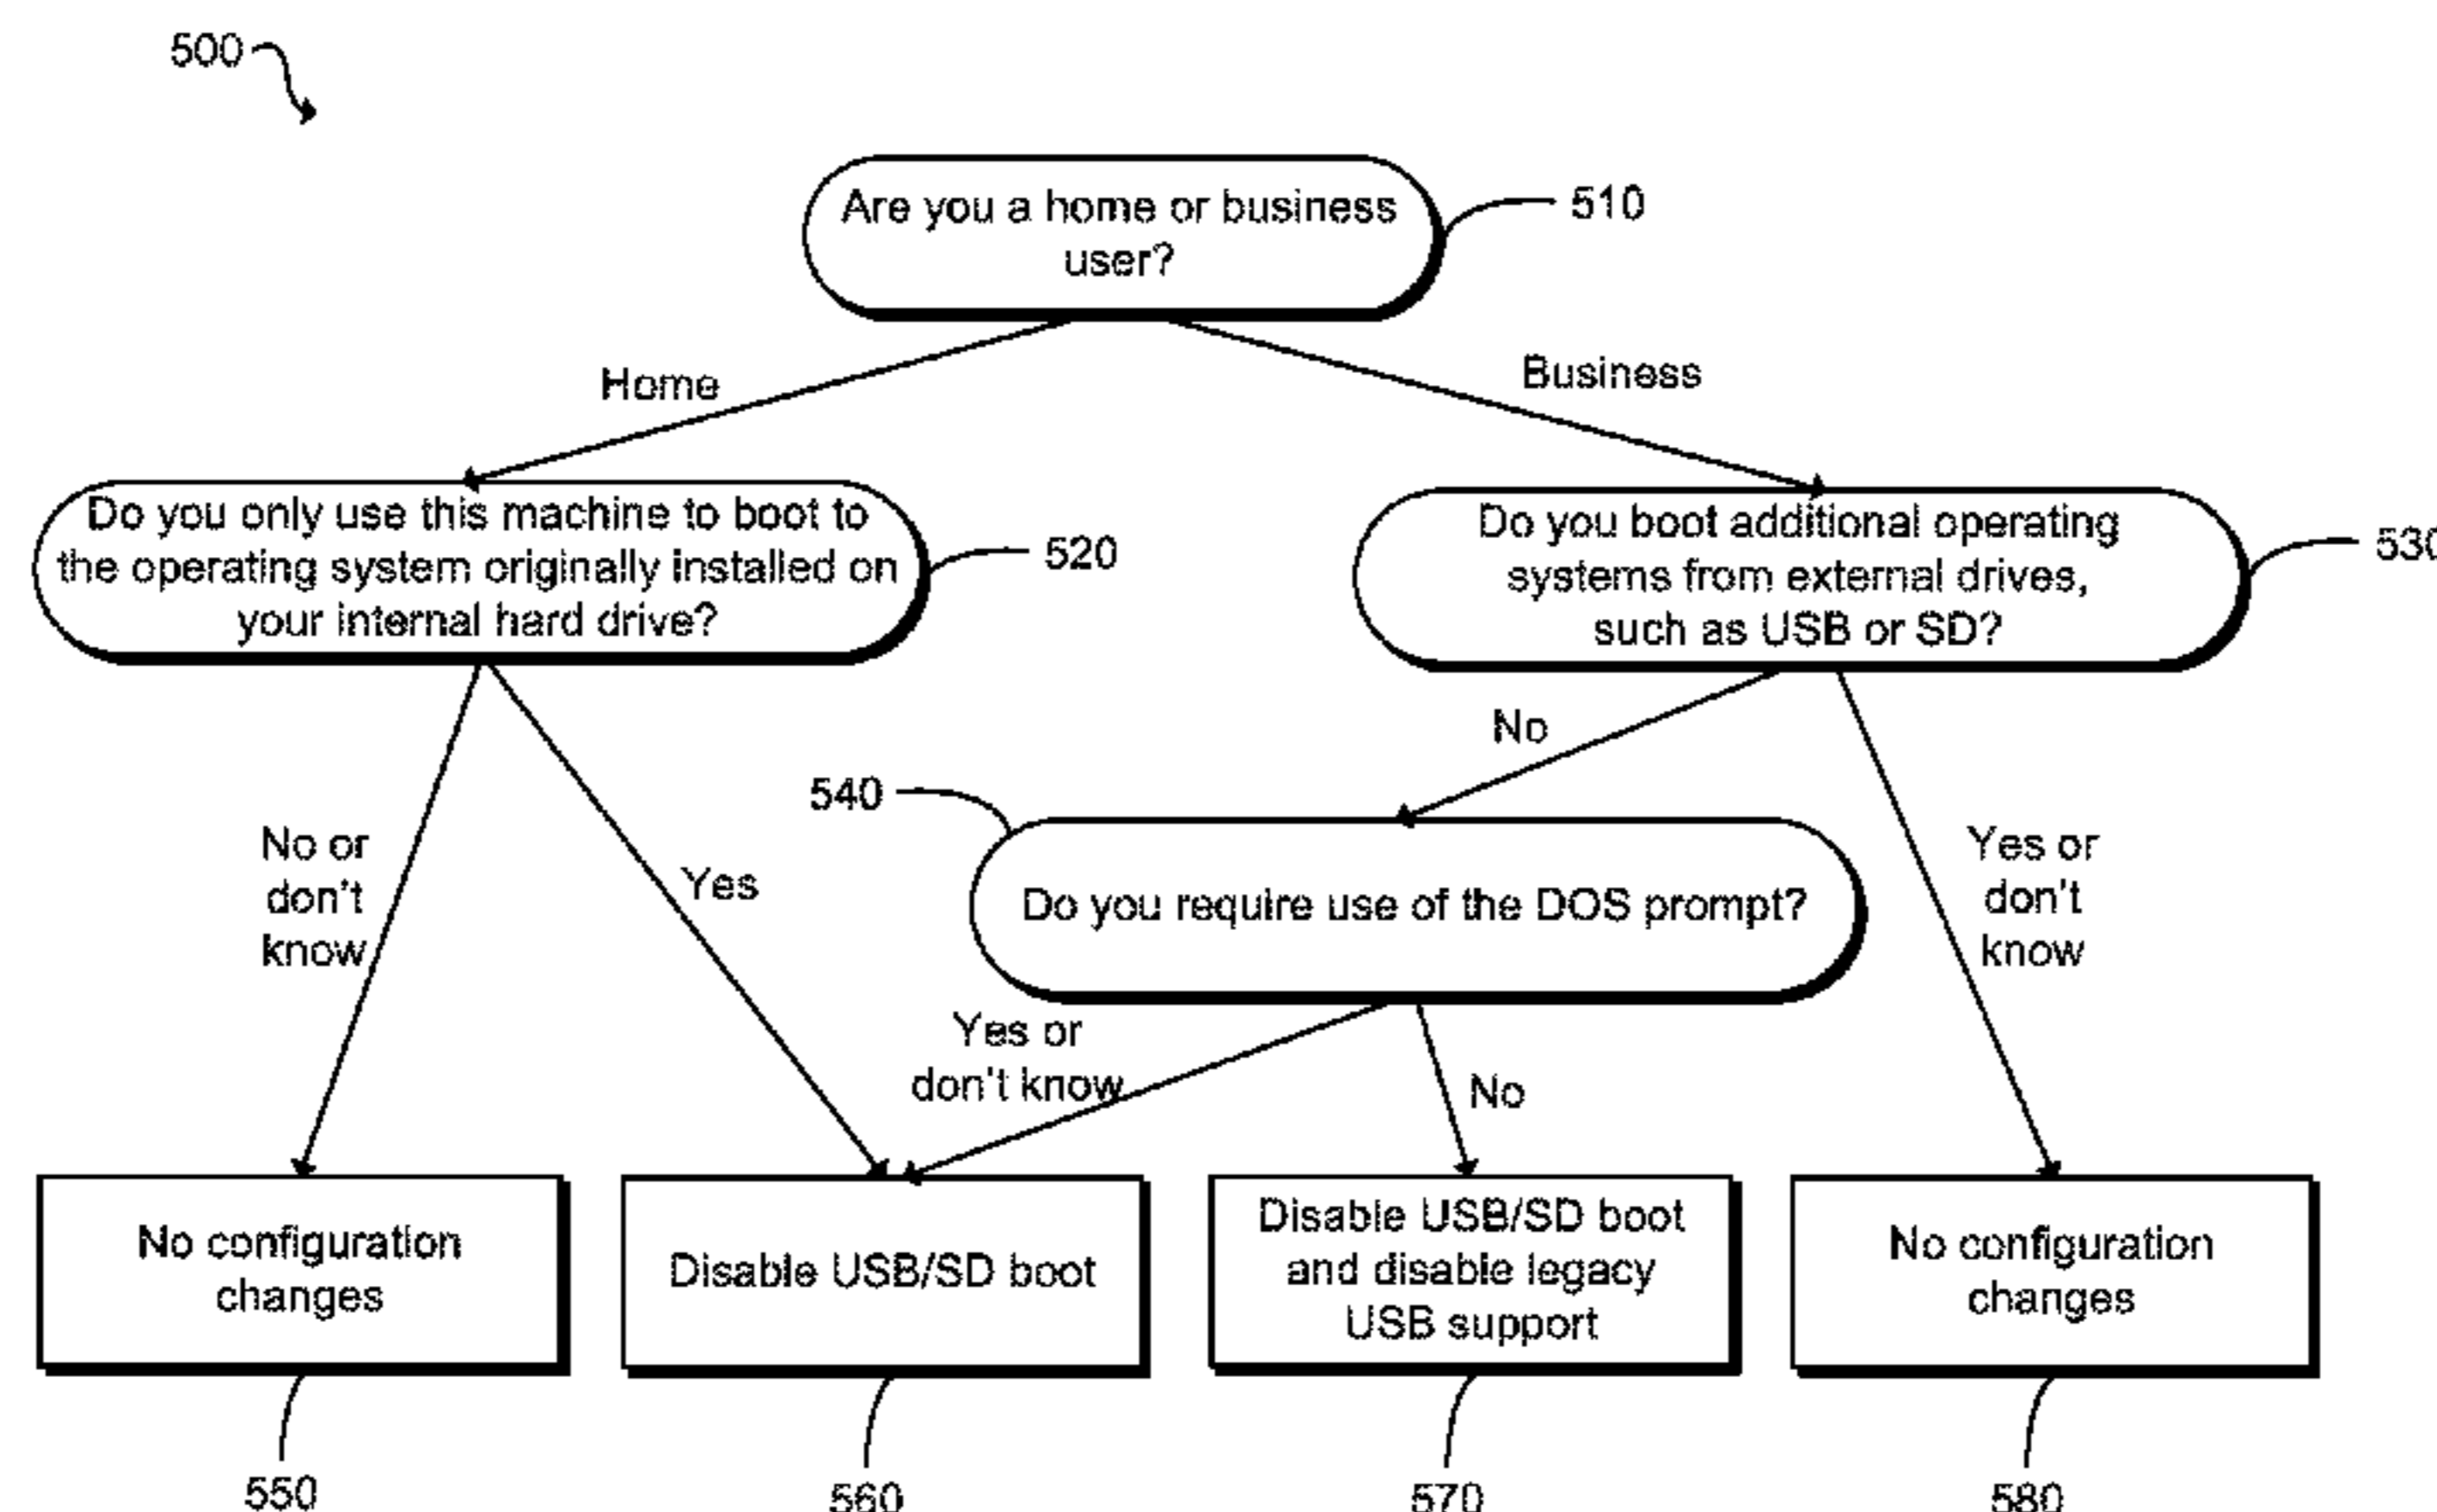 500
Are you a home or business
user?
510
Home
Business
Do you only use this machine to boot to
the operating system originally installed on
your internal hard drive?
520
Do you boot additional operating
systems from external drives,
such as USB or SD?
530
No
540
No or
don't
know
Yes
Do you require use of the DOS prompt?
Yes or
don't
know
Yes or
don't know
No
No configuration
changes
Disable USB/SD boot
Disable USB/SD boot
and disable legacy
USB support
No configuration
changes
550
560
570
580